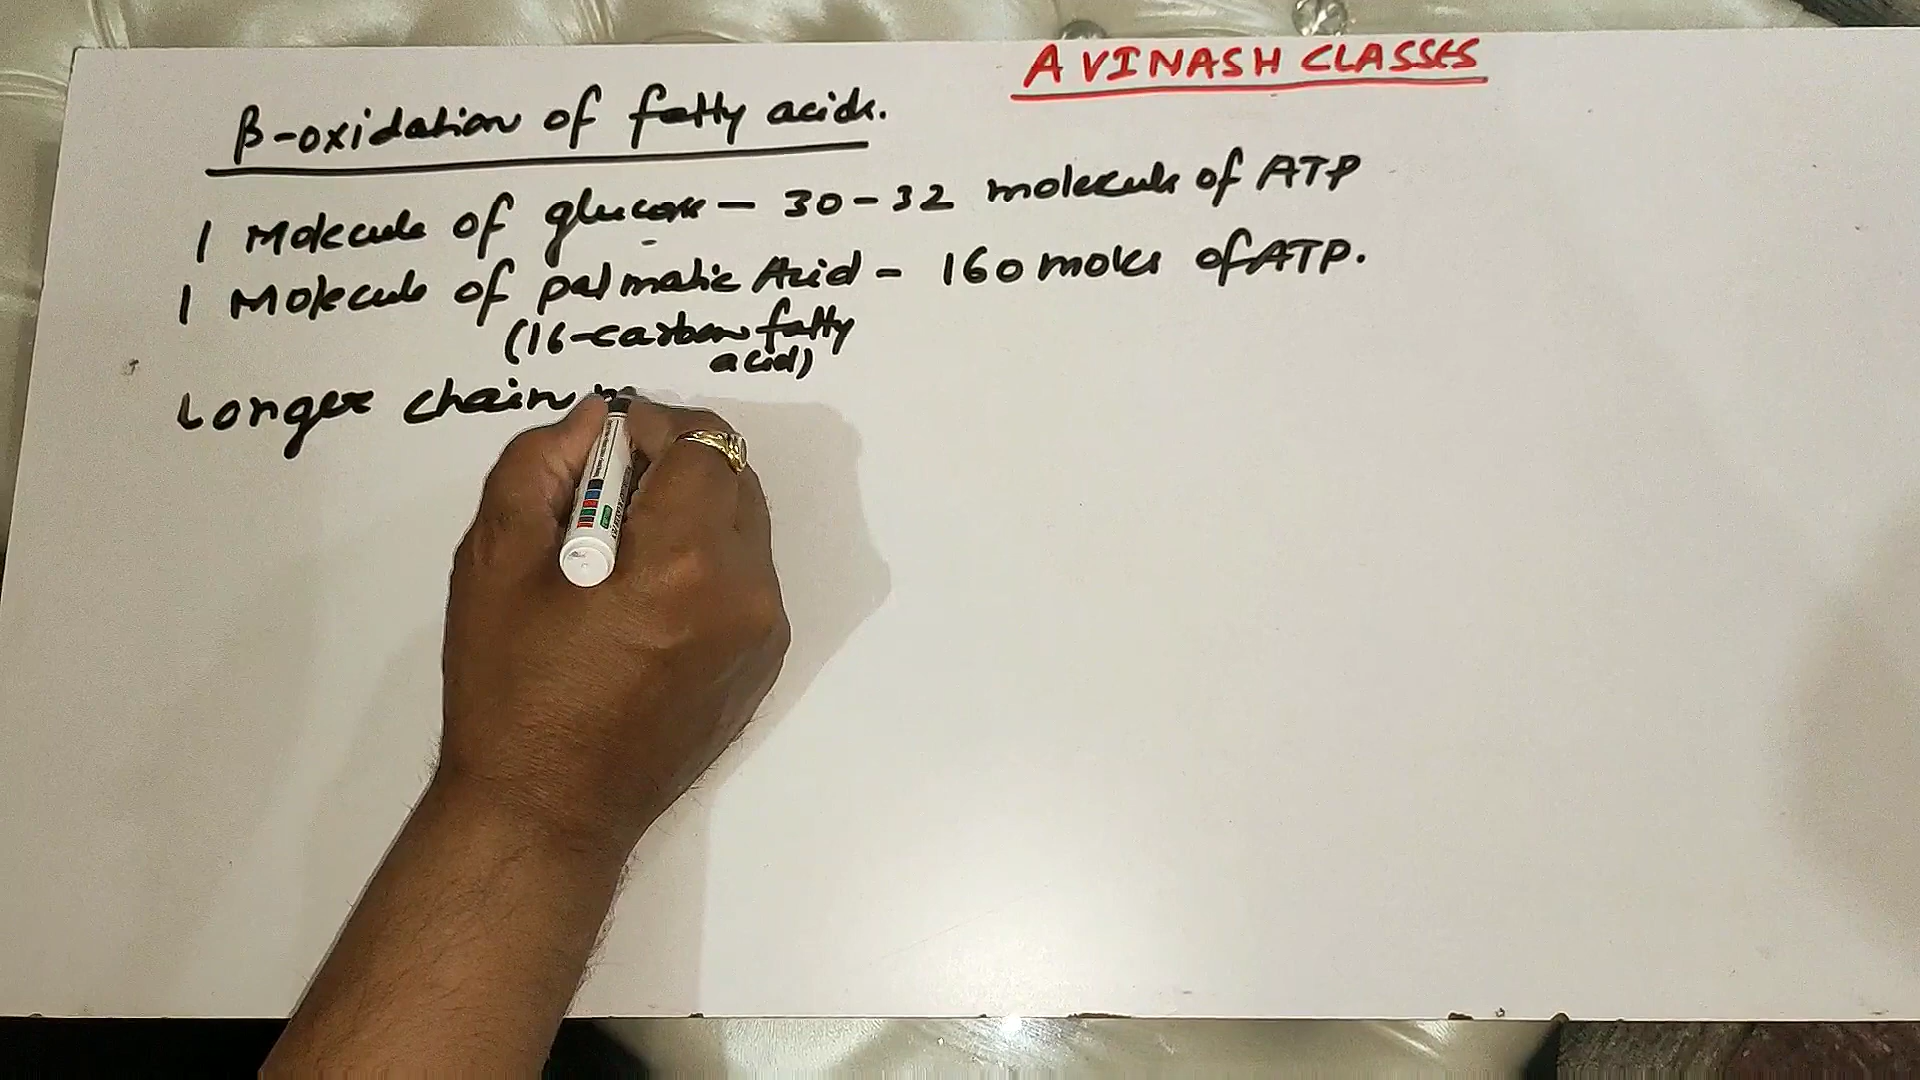 AVINASH CLASSES
β-oxidation of fatty acids.
1 Molecule of glucose - 30-32 molecules of ATP
1 Molecule of palmatic Acid - 160 moles of ATP.
(16-carbon fatty
acid)
Longer chain